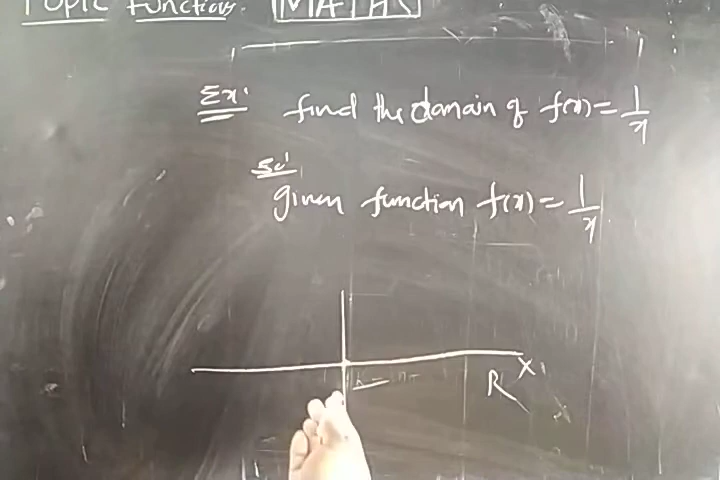 Topic Functions. MATHS
Ex: find the domain of f(x) = 1/x
Sol
given function f(x) = 1/x
R X